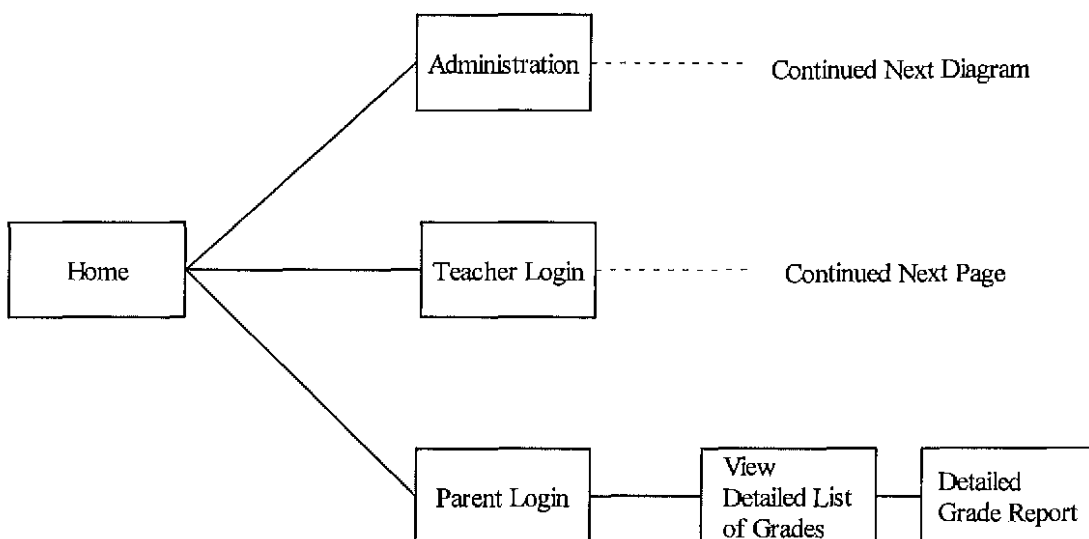 Administration
Continued Next Diagram
Home
Teacher Login
Continued Next Page
Parent Login
View
Detailed List
of Grades
Detailed
Grade Report